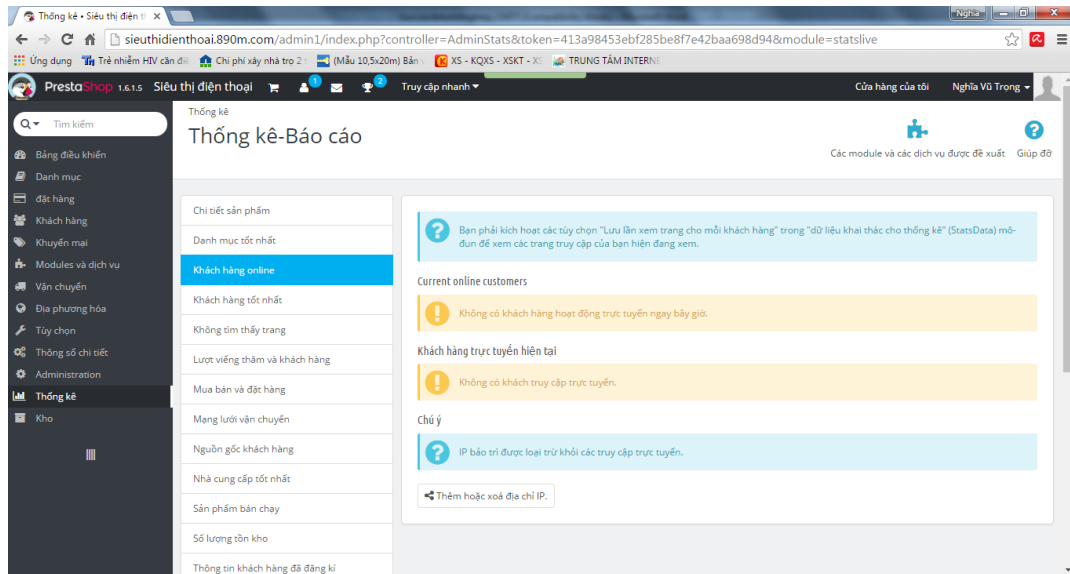 Thống kê • Siêu thị điện t
Nghĩa
sieuthidienthoai.890m.com/admin1/index.php?controller=AdminStats&token=413a98453ebf285be8f7e42baa698d94&module=statslive
Ứng dụng Trẻ nhiễm HIV căn đ Chi phí xây nhà trọ 2 t (Mẫu 10,5x20m) Bản v XS - KQXS - XSKT - XS TRUNG TÂM INTERNE
PrestaShop 1.6.1.5 Siêu thị điện thoại 1 2 Truy cập nhanh Cửa hàng của tôi Nghĩa Vũ Trọng
Tìm kiếm
Bảng điều khiển
Danh mục
đặt hàng
Khách hàng
Khuyến mại
Modules và dịch vụ
Vận chuyển
Địa phương hóa
Tùy chọn
Thông số chi tiết
Administration
Thống kê
Kho
Thống kê
Thống kê-Báo cáo
Các module và các dịch vụ được đề xuất Giúp đỡ
Chi tiết sản phẩm
Danh mục tốt nhất
Khách hàng online
Khách hàng tốt nhất
Không tìm thấy trang
Lượt viếng thăm và khách hàng
Mua bán và đặt hàng
Mạng lưới vận chuyển
Nguồn gốc khách hàng
Nhà cung cấp tốt nhất
Sản phẩm bán chạy
Số lượng tồn kho
Thông tin khách hàng đã đăng kí
Bạn phải kích hoạt các tùy chọn "Lưu lần xem trang cho mỗi khách hàng" trong "dữ liệu khai thác cho thống kê" (StatsData) mô-
đun để xem các trang truy cập của bạn hiện đang xem.
Current online customers
Không có khách hàng hoạt động trực tuyến ngay bây giờ.
Khách hàng trực tuyến hiện tại
Không có khách truy cập trực tuyến.
Chú ý
IP bảo trì được loại trừ khỏi các truy cập trực tuyến.
Thêm hoặc xoá địa chỉ IP.